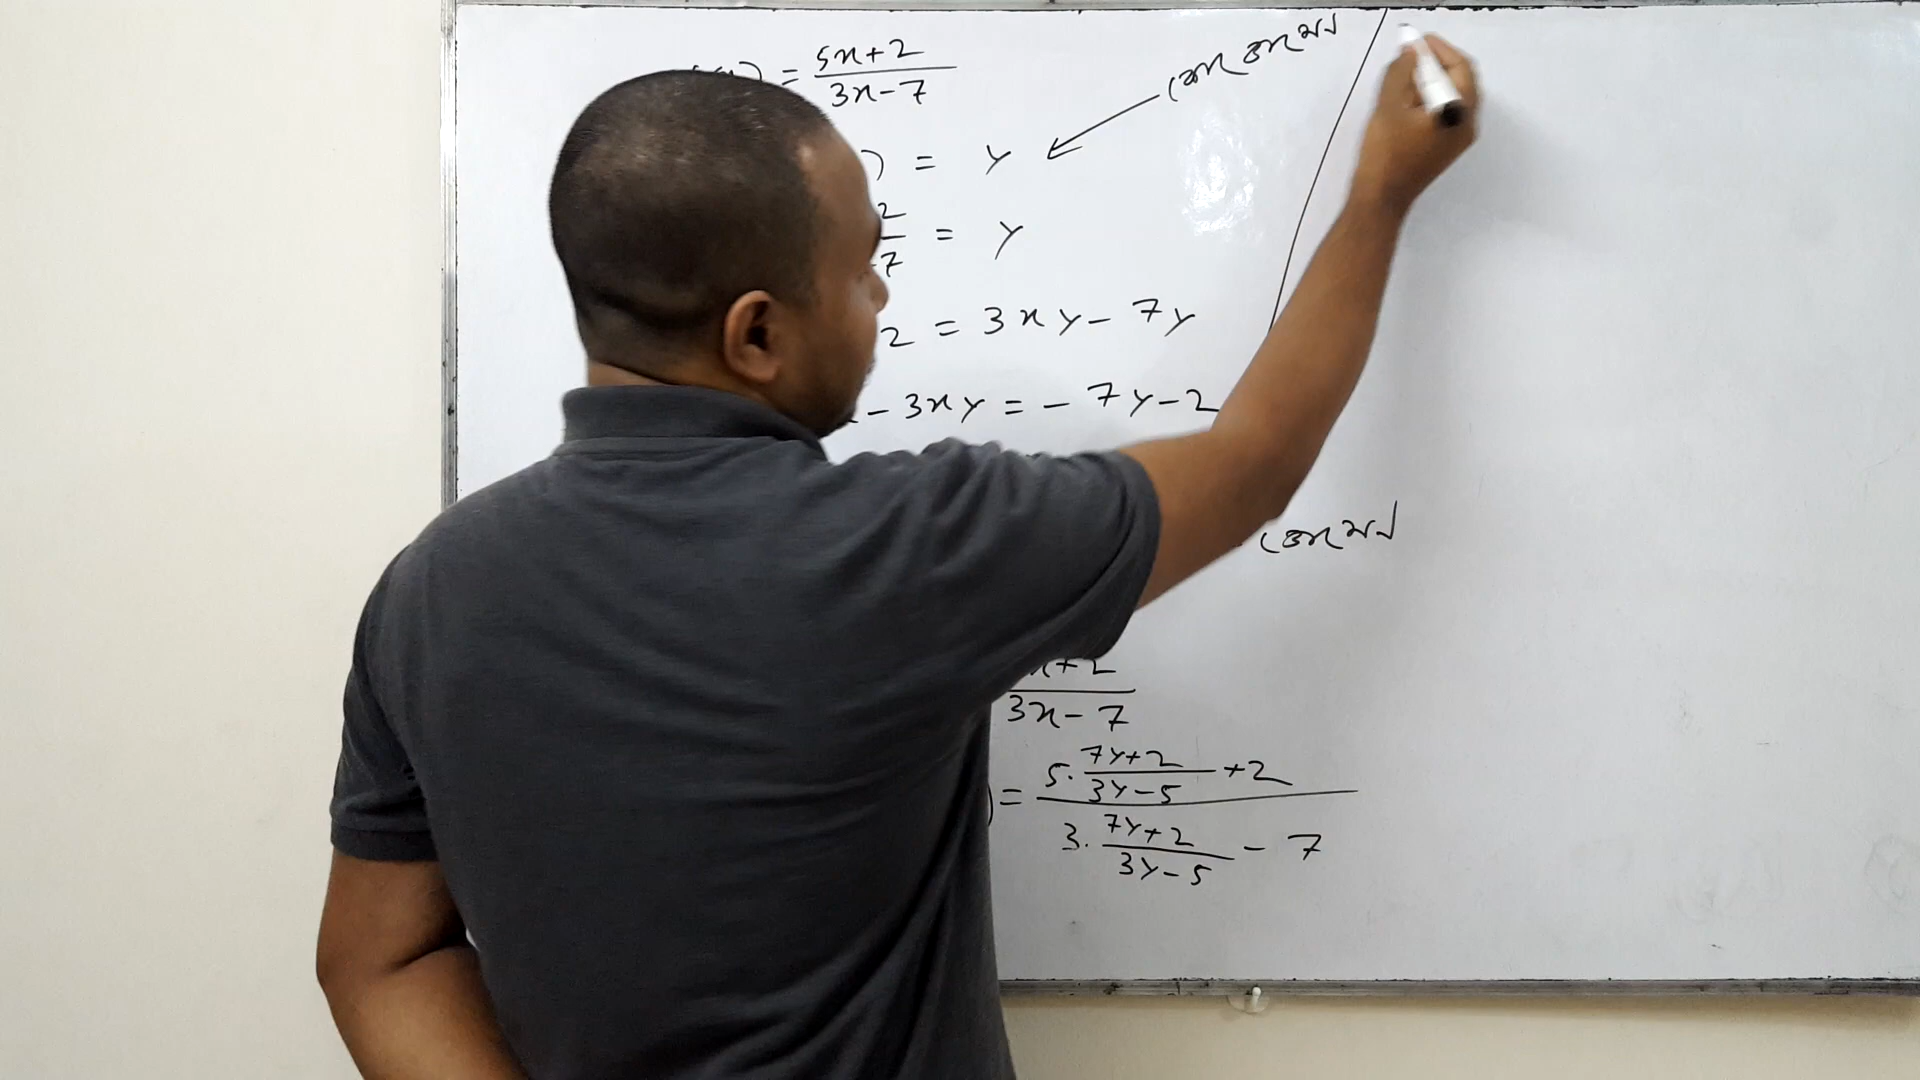 = 5x+2 / 3x-7
কোডোমেন
) = y
2 / -7 = y
2 = 3xy - 7y
- 3xy = - 7y - 2
ডোমেন
x+2 / 3x-7
) = 5. 7y+2 / 3y-5 +2 / 3. 7y+2 / 3y-5 - 7